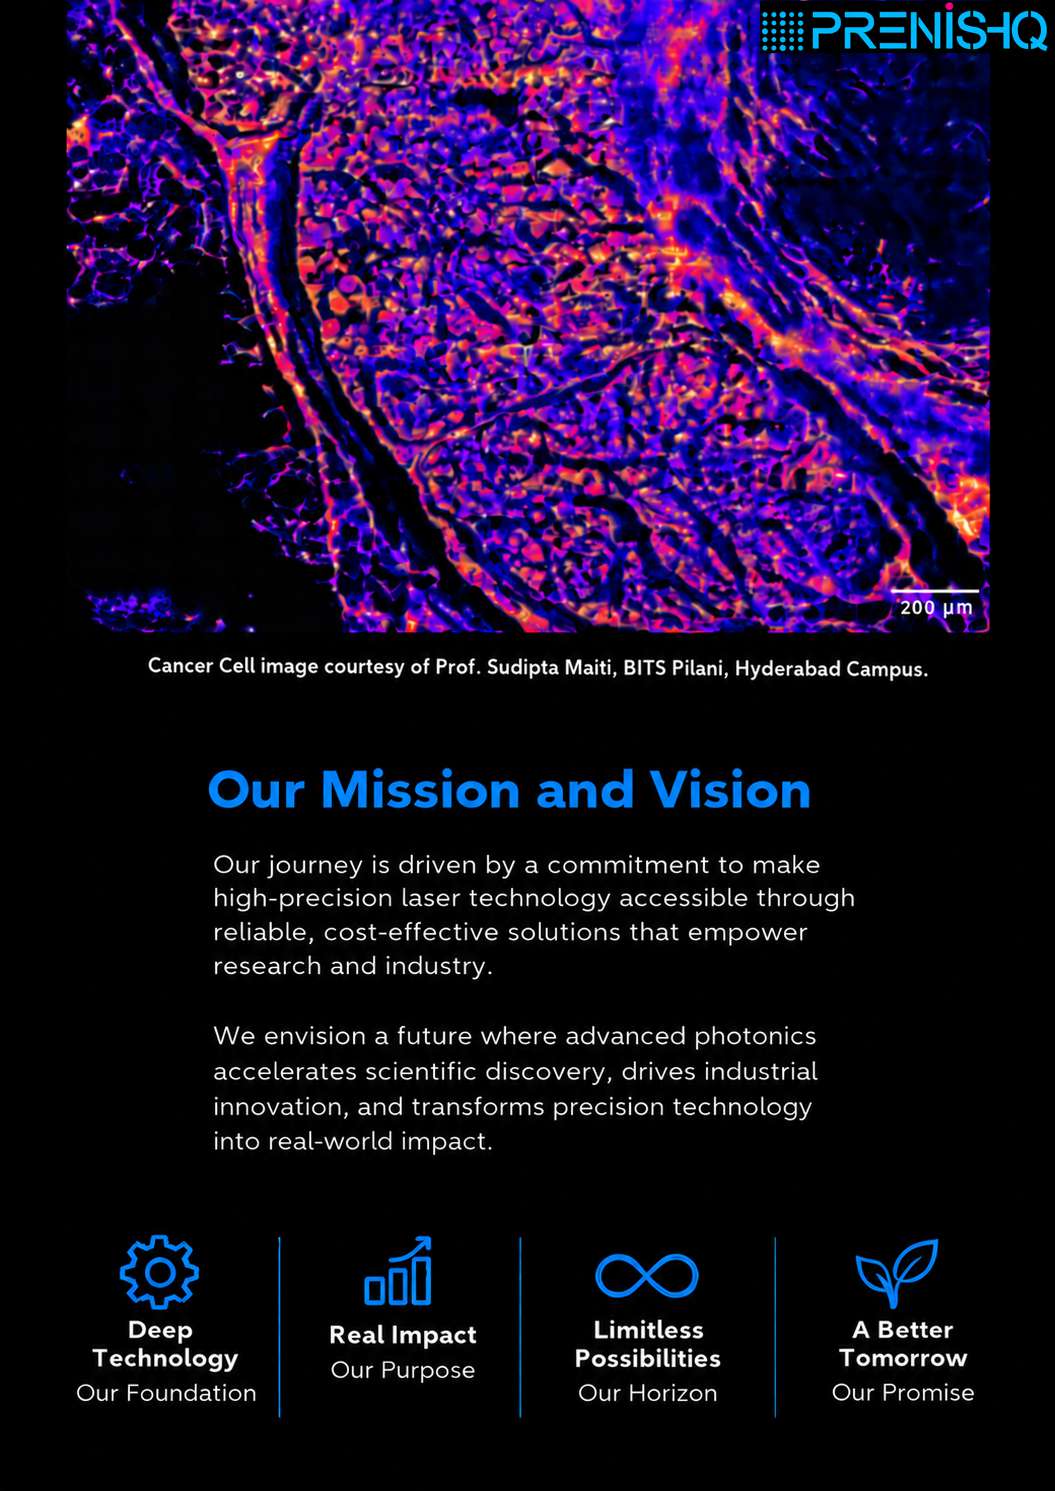 PRENISHQ
200 µm
Cancer Cell image courtesy of Prof. Sudipta Maiti, BITS Pilani, Hyderabad Campus.
Our Mission and Vision
Our journey is driven by a commitment to make
high-precision laser technology accessible through
reliable, cost-effective solutions that empower
research and industry.
We envision a future where advanced photonics
accelerates scientific discovery, drives industrial
innovation, and transforms precision technology
into real-world impact.
Deep
Technology
Our Foundation
Real Impact
Our Purpose
Limitless
Possibilities
Our Horizon
A Better
Tomorrow
Our Promise